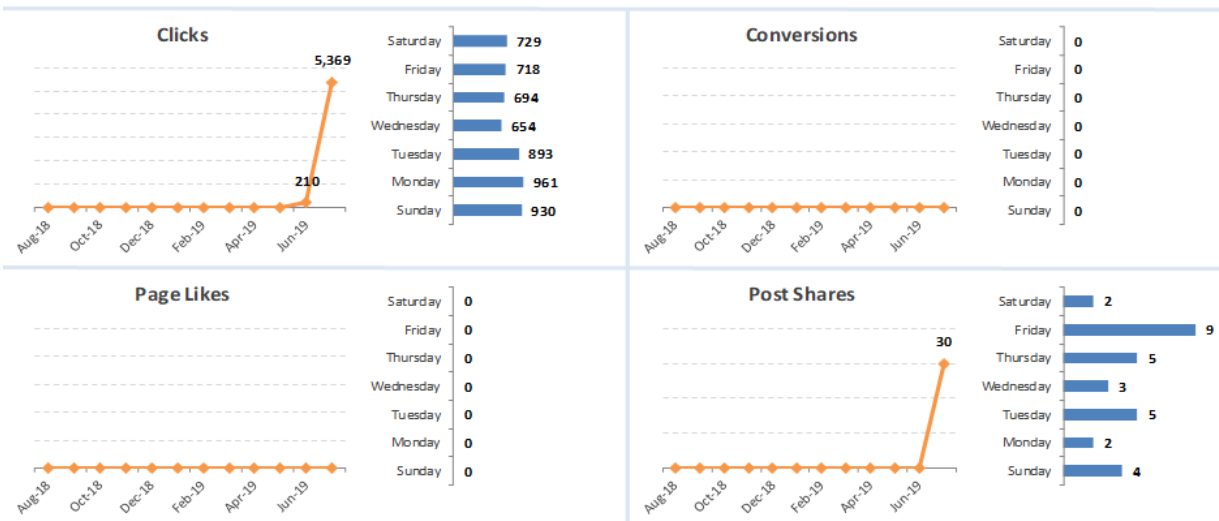 Clicks
5,369
210
Aug-18
Oct-18
Dec-18
Feb-19
Apr-19
Jun-19
Saturday 729
Friday 718
Thursday 694
Wednesday 654
Tuesday 893
Monday 961
Sunday 930
Conversions
Aug-18
Oct-18
Dec-18
Feb-19
Apr-19
Jun-19
Saturday 0
Friday 0
Thursday 0
Wednesday 0
Tuesday 0
Monday 0
Sunday 0
Page Likes
Aug-18
Oct-18
Dec-18
Feb-19
Apr-19
Jun-19
Saturday 0
Friday 0
Thursday 0
Wednesday 0
Tuesday 0
Monday 0
Sunday 0
Post Shares
30
Aug-18
Oct-18
Dec-18
Feb-19
Apr-19
Jun-19
Saturday 2
Friday 9
Thursday 5
Wednesday 3
Tuesday 5
Monday 2
Sunday 4